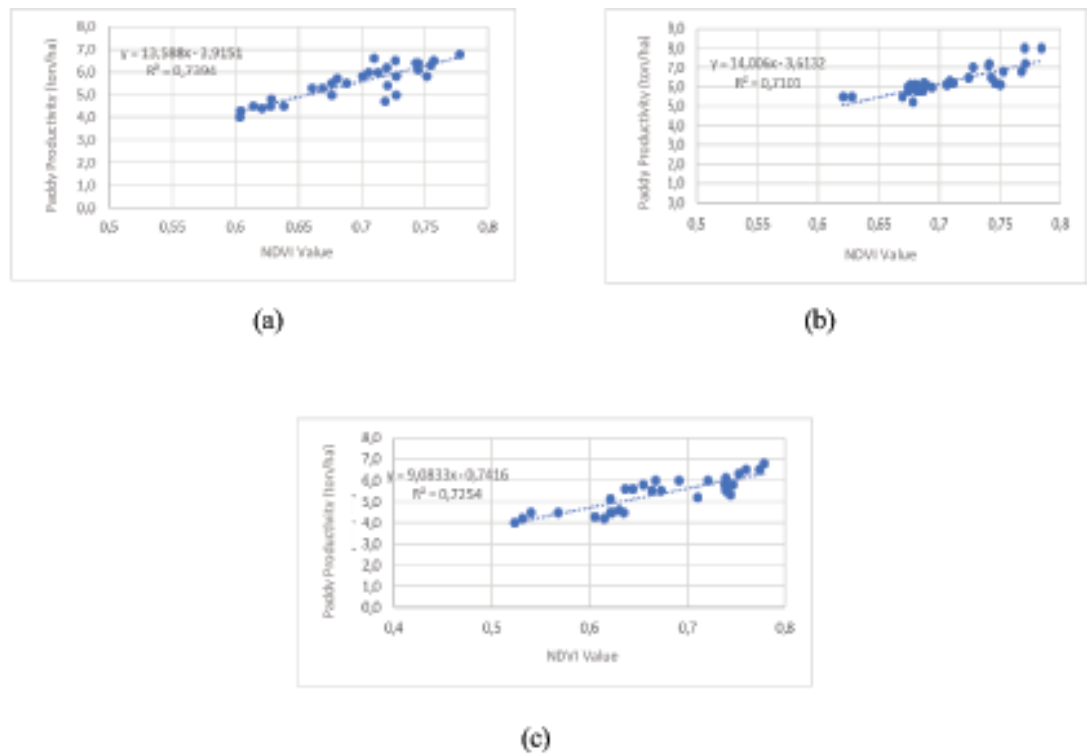 8,0
7,0
6,0
5,0
4,0
3,0
2,0
1,0
0,0
Paddy Productivity (ton/ha)
y = 13,588x - 3,9151
R² = 0,7394
0,5 0,55 0,6 0,65 0,7 0,75 0,8
NDVI Value
(a)
9,0
8,0
7,0
6,0
5,0
4,0
3,0
2,0
1,0
0,0
Paddy Productivity (ton/ha)
y = 14,006x - 3,6132
R² = 0,7101
0,5 0,55 0,6 0,65 0,7 0,75 0,8
NDVI Value
(b)
8,0
7,0
6,0
5,0
4,0
3,0
2,0
1,0
0,0
Paddy Productivity (ton/ha)
y = 9,0833x - 0,7416
R² = 0,7254
0,4 0,5 0,6 0,7 0,8
NDVI Value
(c)